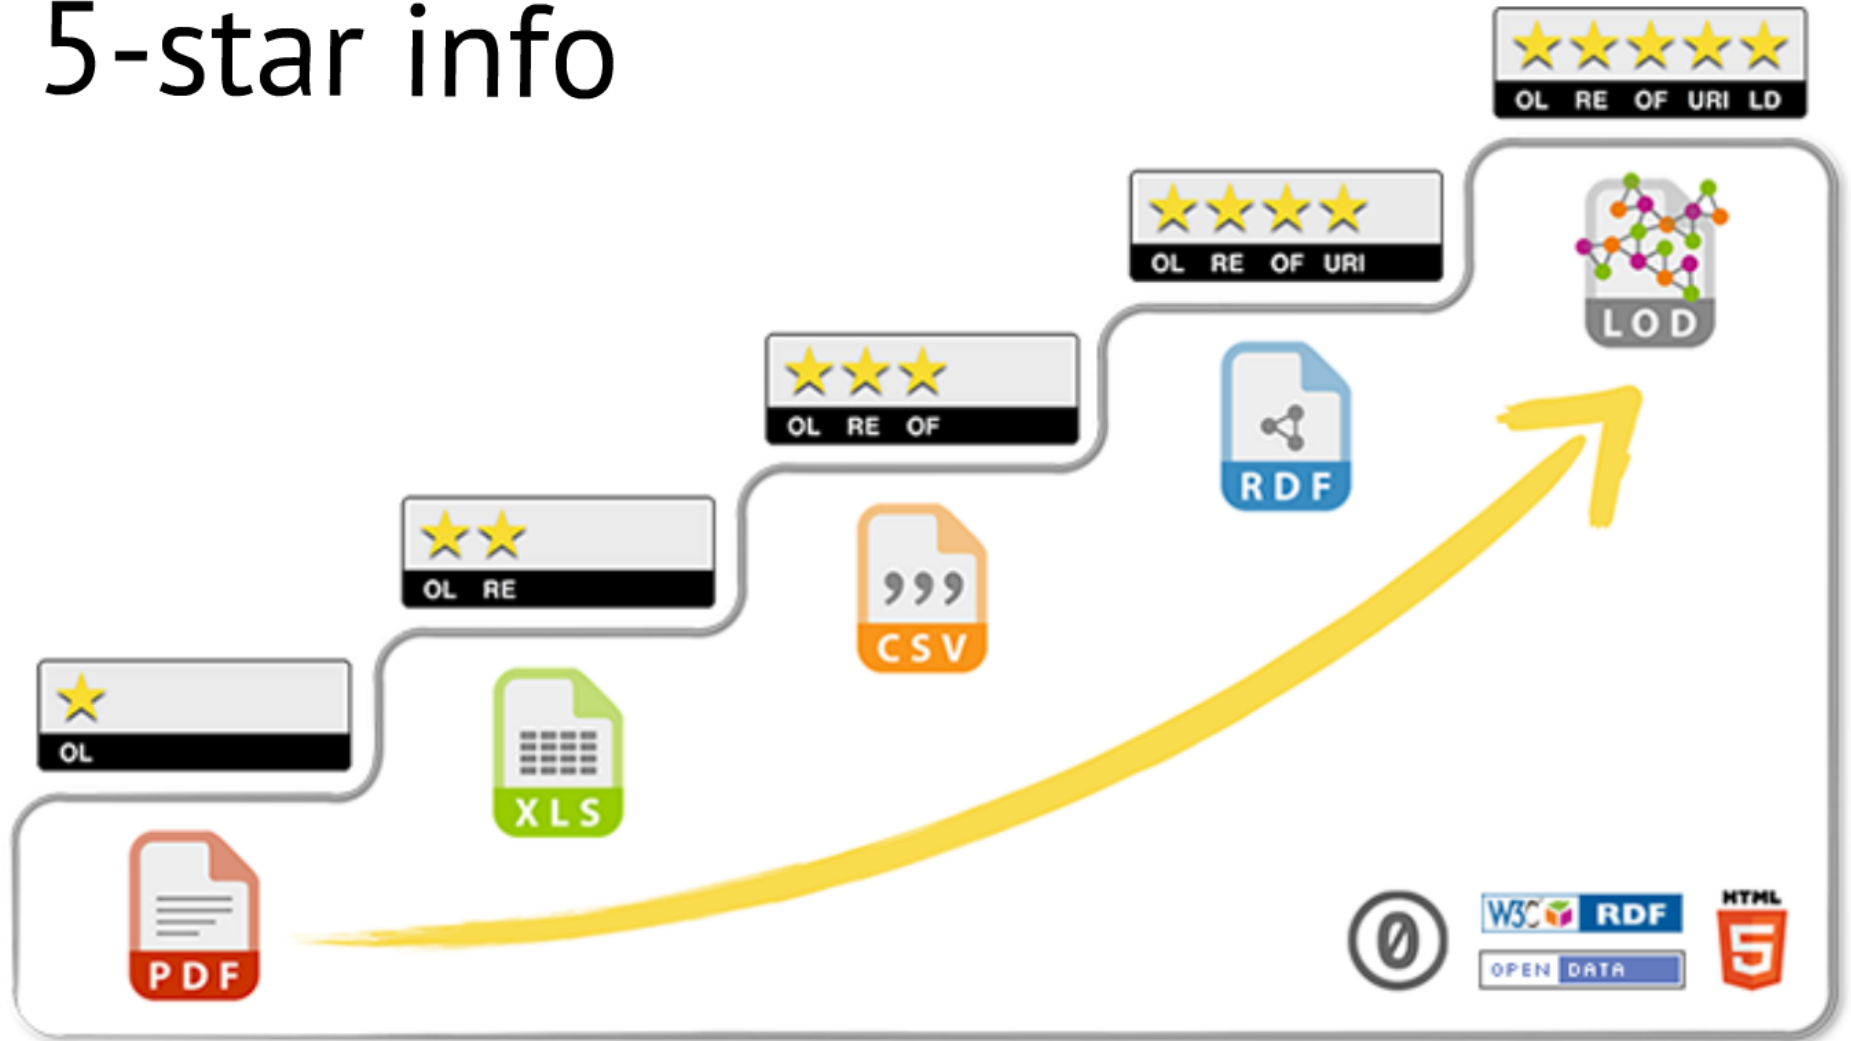 5-star info
OL RE OF URI LD
LOD
OL RE OF URI
RDF
OL RE OF
CSV
OL RE
XLS
OL
PDF
0
W3C RDF
OPEN DATA
HTML
5